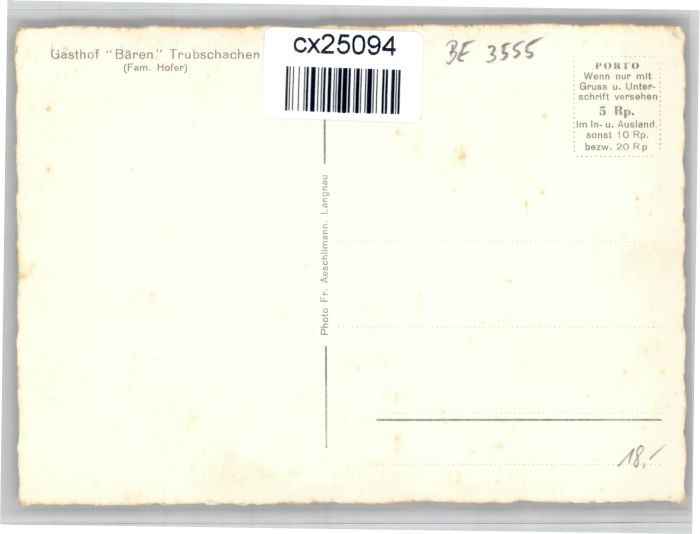 Gasthof "Bären" Trubschachen
(Fam. Hofer)
cx25094
BE 3555
PORTO
Wenn nur mit
Gruss u. Unter-
schrift versehen
5 Rp.
Im In- u. Ausland
sonst 10 Rp.
bezw. 20 Rp
Photo Fr. Aeschlimann, Langnau
18,-